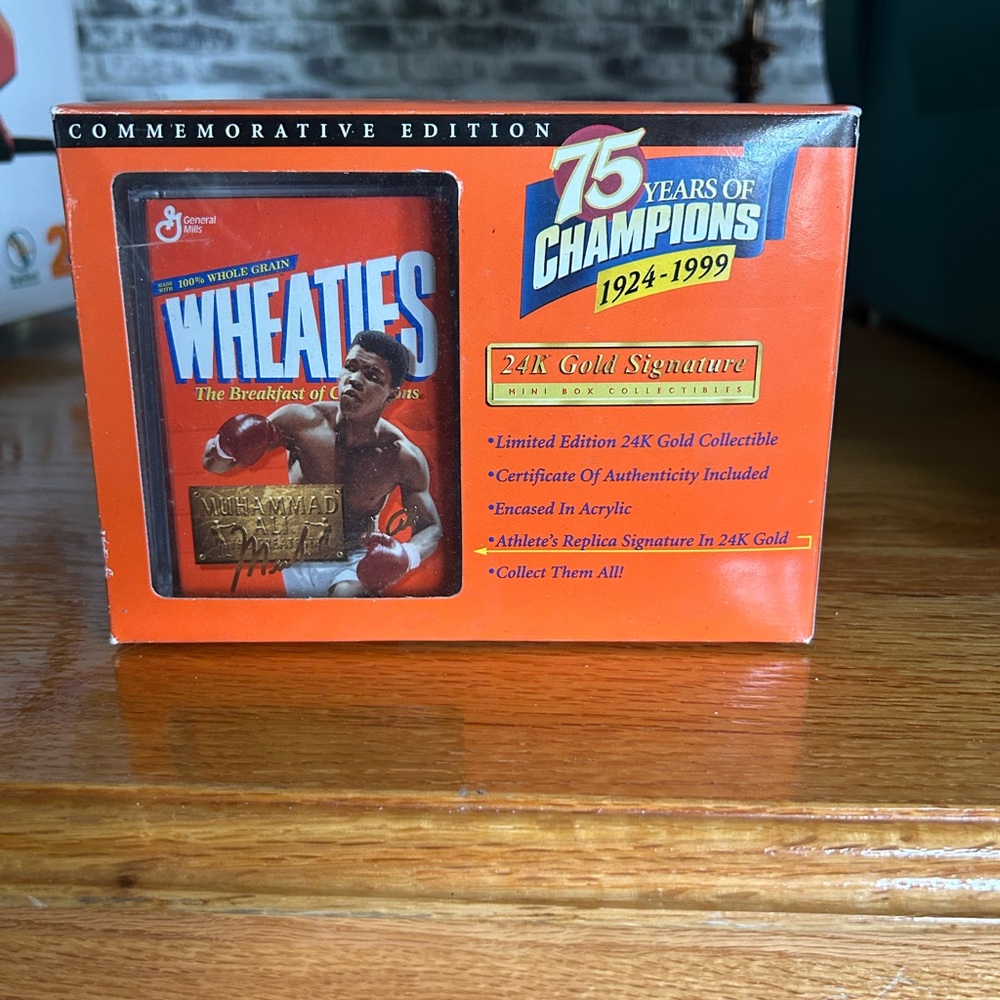 COMMEMORATIVE EDITION
75
YEARS OF
CHAMPIONS
1924-1999
General
Mills
MADE
WITH
100% WHOLE GRAIN
WHEATIES
The Breakfast of C ns.
MUHAMMAD
ALI
24K Gold Signature
MINI BOX COLLECTIBLES
•Limited Edition 24K Gold Collectible
•Certificate Of Authenticity Included
•Encased In Acrylic
•Athlete's Replica Signature In 24K Gold
•Collect Them All!